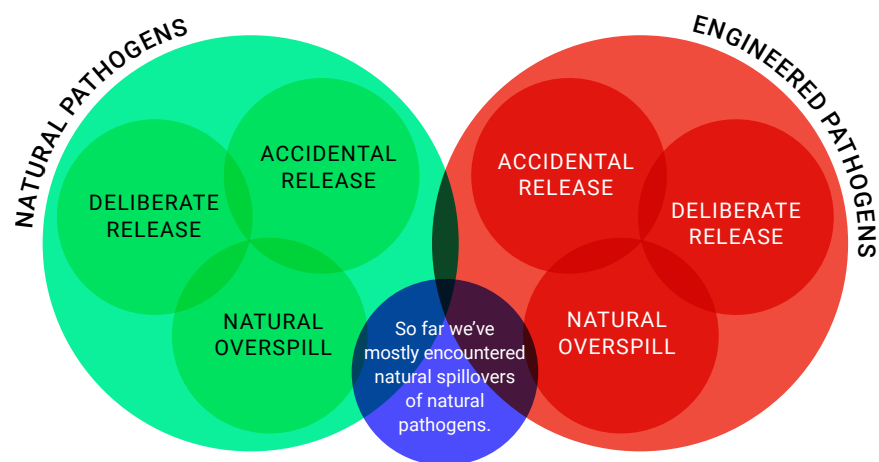 NATURAL PATHOGENS
ENGINEERED PATHOGENS
ACCIDENTAL
RELEASE
DELIBERATE
RELEASE
NATURAL
OVERSPILL
So far we’ve
mostly encountered
natural spillovers
of natural
pathogens.
ACCIDENTAL
RELEASE
DELIBERATE
RELEASE
NATURAL
OVERSPILL